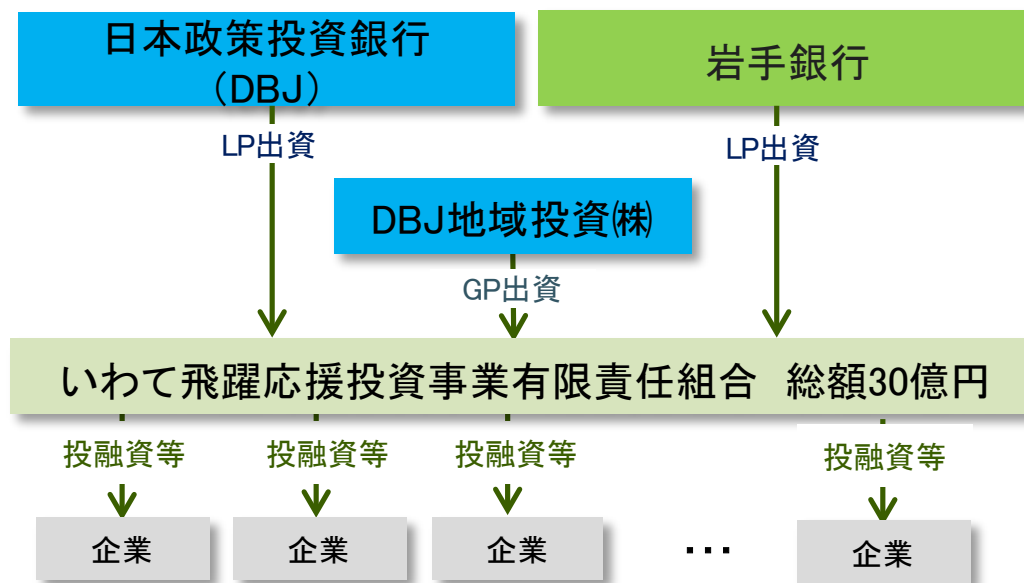 日本政策投資銀行
（DBJ）
岩手銀行
LP出資
LP出資
DBJ地域投資㈱
GP出資
いわて飛躍応援投資事業有限責任組合　総額30億円
投融資等
投融資等
投融資等
投融資等
企業
企業
企業
…
企業